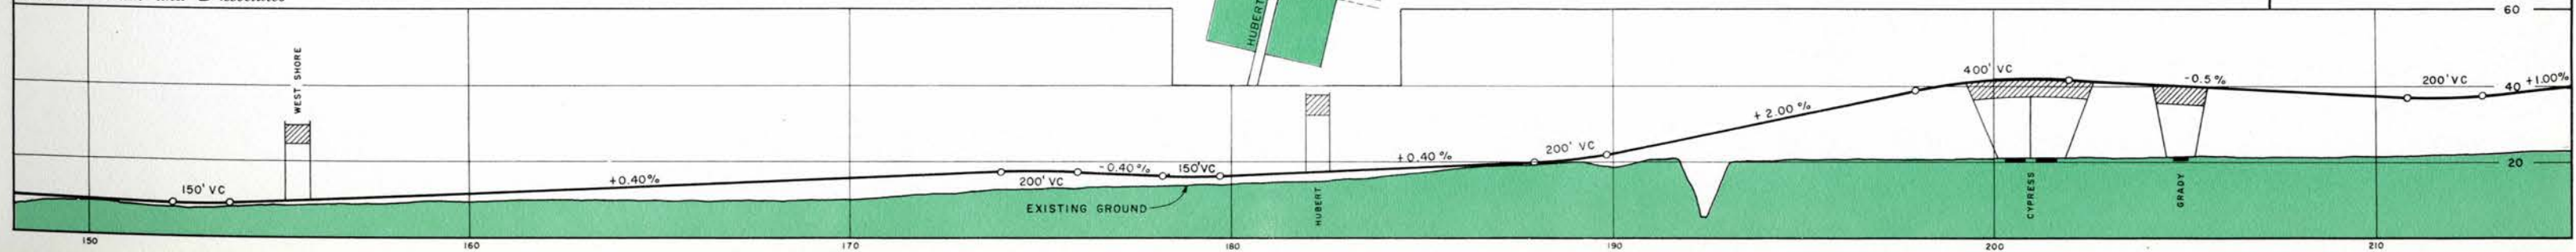 60
HUBERT
WEST SHORE
400' VC
-0.5%
200' VC
40
+1.00%
+2.00%
200' VC
+0.40%
-0.40%
150' VC
20
+0.40%
200' VC
150' VC
EXISTING GROUND
HUBERT
CYPRESS
GRADY
150
160
170
180
190
200
210